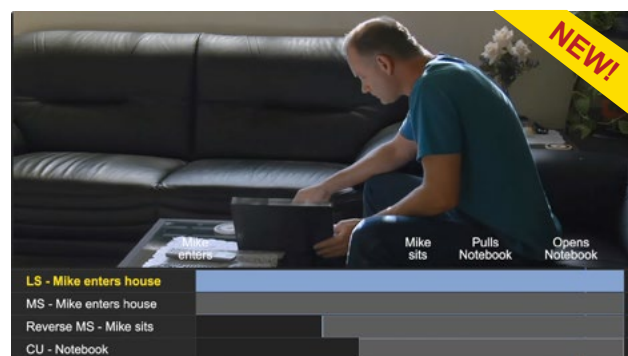 NEW!
Mike
enters
Mike
sits
Pulls
Notebook
Opens
Notebook
LS - Mike enters house
MS - Mike enters house
Reverse MS - Mike sits
CU - Notebook